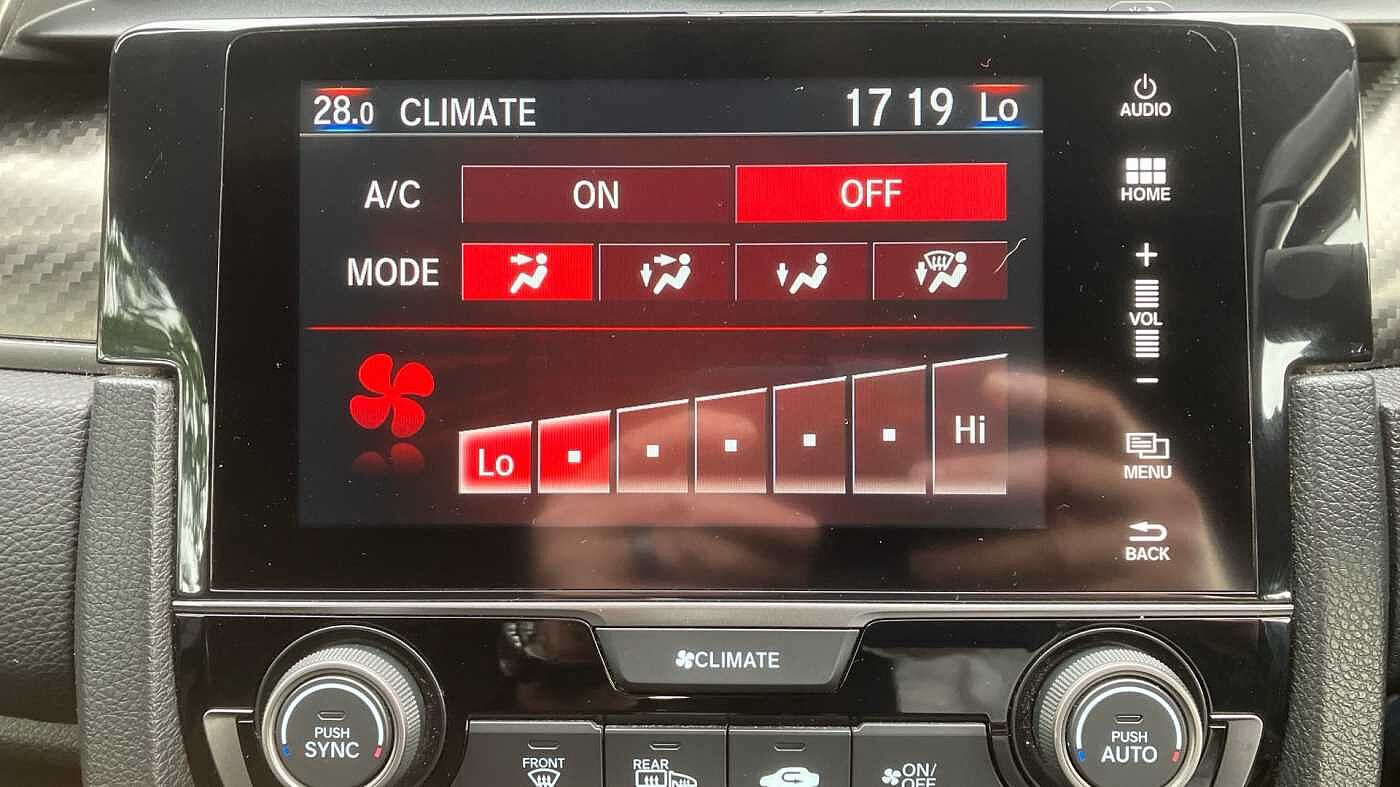 28.0 CLIMATE 17 19 Lo
A/C ON OFF
MODE
Lo Hi
AUDIO
HOME
+
VOL
−
MENU
BACK
CLIMATE
PUSH
SYNC
FRONT
REAR
ON/
OFF
PUSH
AUTO